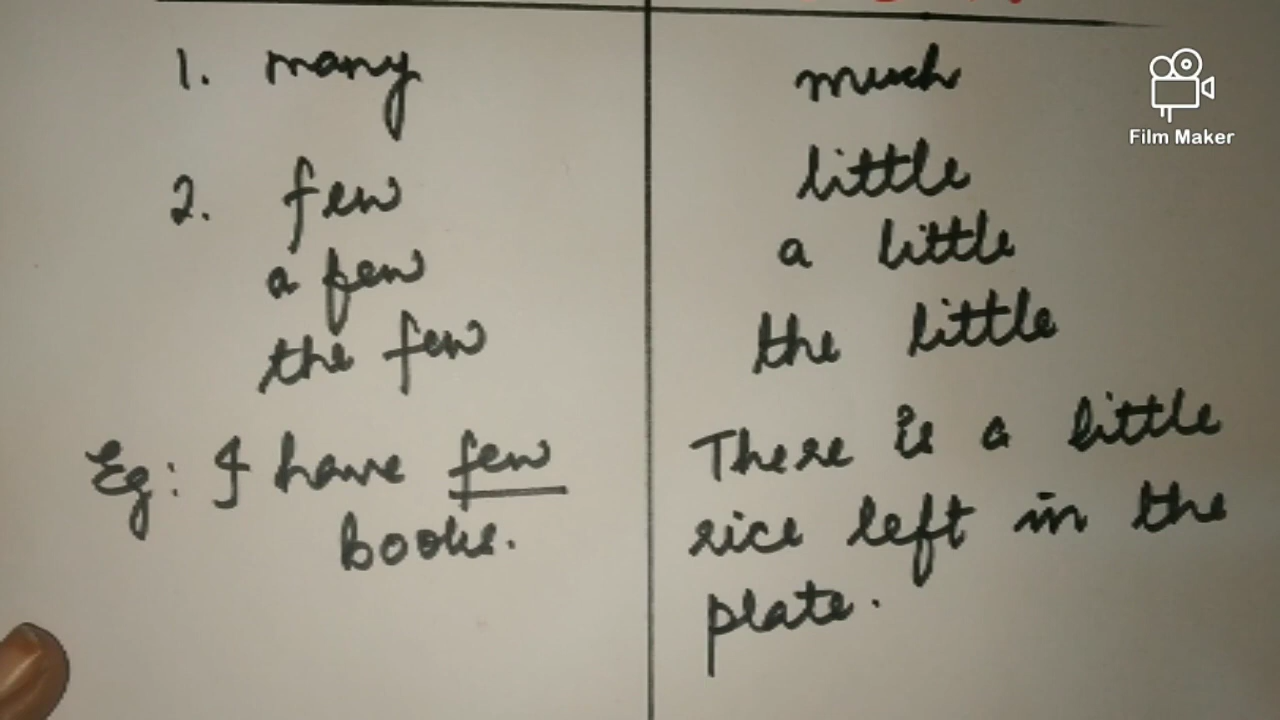 1. many
2. few
a few
the few
Eg: I have few
books.
much
little
a little
the little
There is a little
rice left in the
plate.
Film Maker